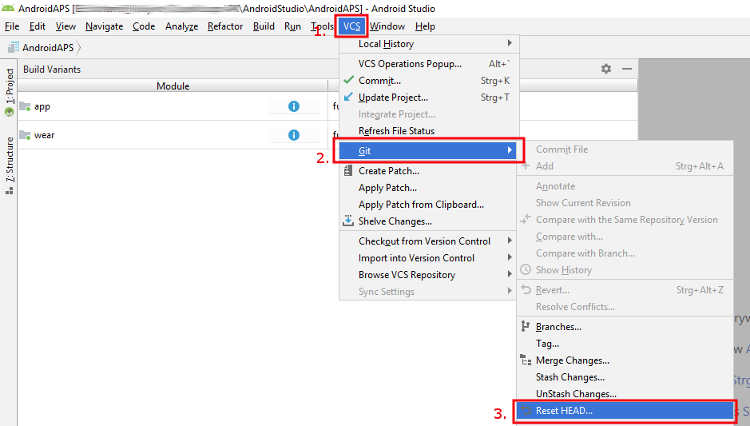 AndroidAPS [ \AndroidStudio\AndroidAPS] - Android Studio
File Edit View Navigate Code Analyze Refactor Build Run Tools VCS Window Help
1.
AndroidAPS
Build Variants
Module
app
wear
1: Project
7: Structure
Local History
VCS Operations Popup... Alt+`
Commit... Strg+K
Update Project... Strg+T
Integrate Project...
Refresh File Status
2. Git
Create Patch...
Apply Patch...
Apply Patch from Clipboard...
Shelve Changes...
Checkout from Version Control
Import into Version Control
Browse VCS Repository
Sync Settings
Commit File
Add Strg+Alt+A
Annotate
Show Current Revision
Compare with the Same Repository Version
Compare with...
Compare with Branch...
Show History
Revert... Strg+Alt+Z
Resolve Conflicts...
Branches...
Tag...
Merge Changes...
Stash Changes...
UnStash Changes...
3. Reset HEAD...